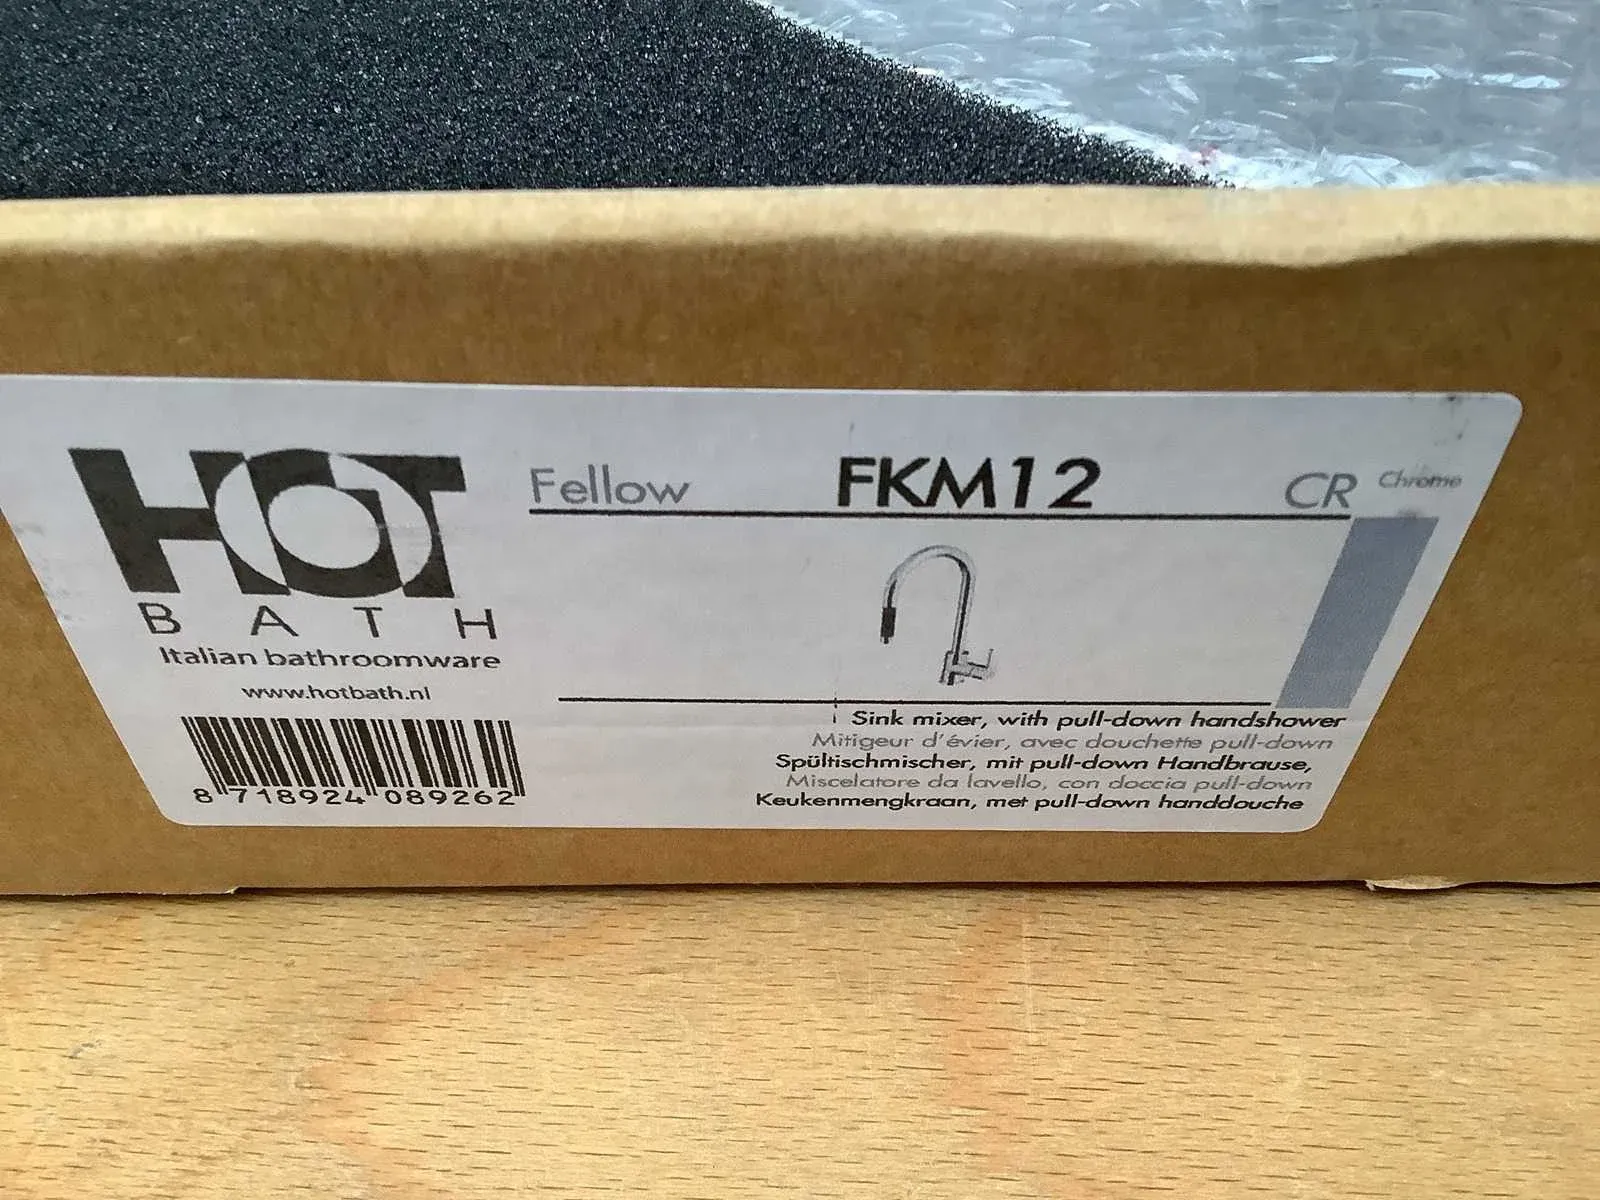 HOT
BATH
Italian bathroomware
www.hotbath.nl
8 718924 089262
Fellow FKM12 CR Chrome
Sink mixer, with pull-down handshower
Mitigeur d'évier, avec douchette pull-down
Spültischmischer, mit pull-down Handbrause,
Miscelatore da lavello, con doccia pull-down
Keukenmengkraan, met pull-down handdouche